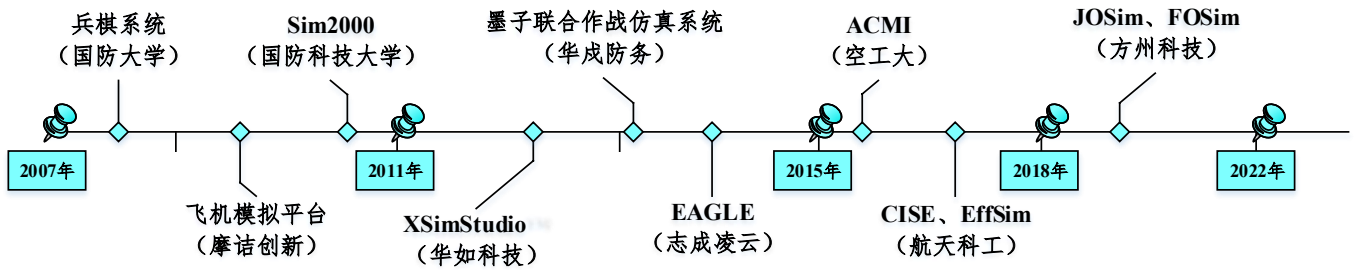 兵棋系统
（国防大学）
Sim2000
（国防科技大学）
墨子联合作战仿真系统
（华戍防务）
ACMI
（空工大）
JOSim、FOSim
（方州科技）
2007年
2011年
2015年
2018年
2022年
飞机模拟平台
（摩诘创新）
XSimStudio
（华如科技）
EAGLE
（志成凌云）
CISE、EffSim
（航天科工）